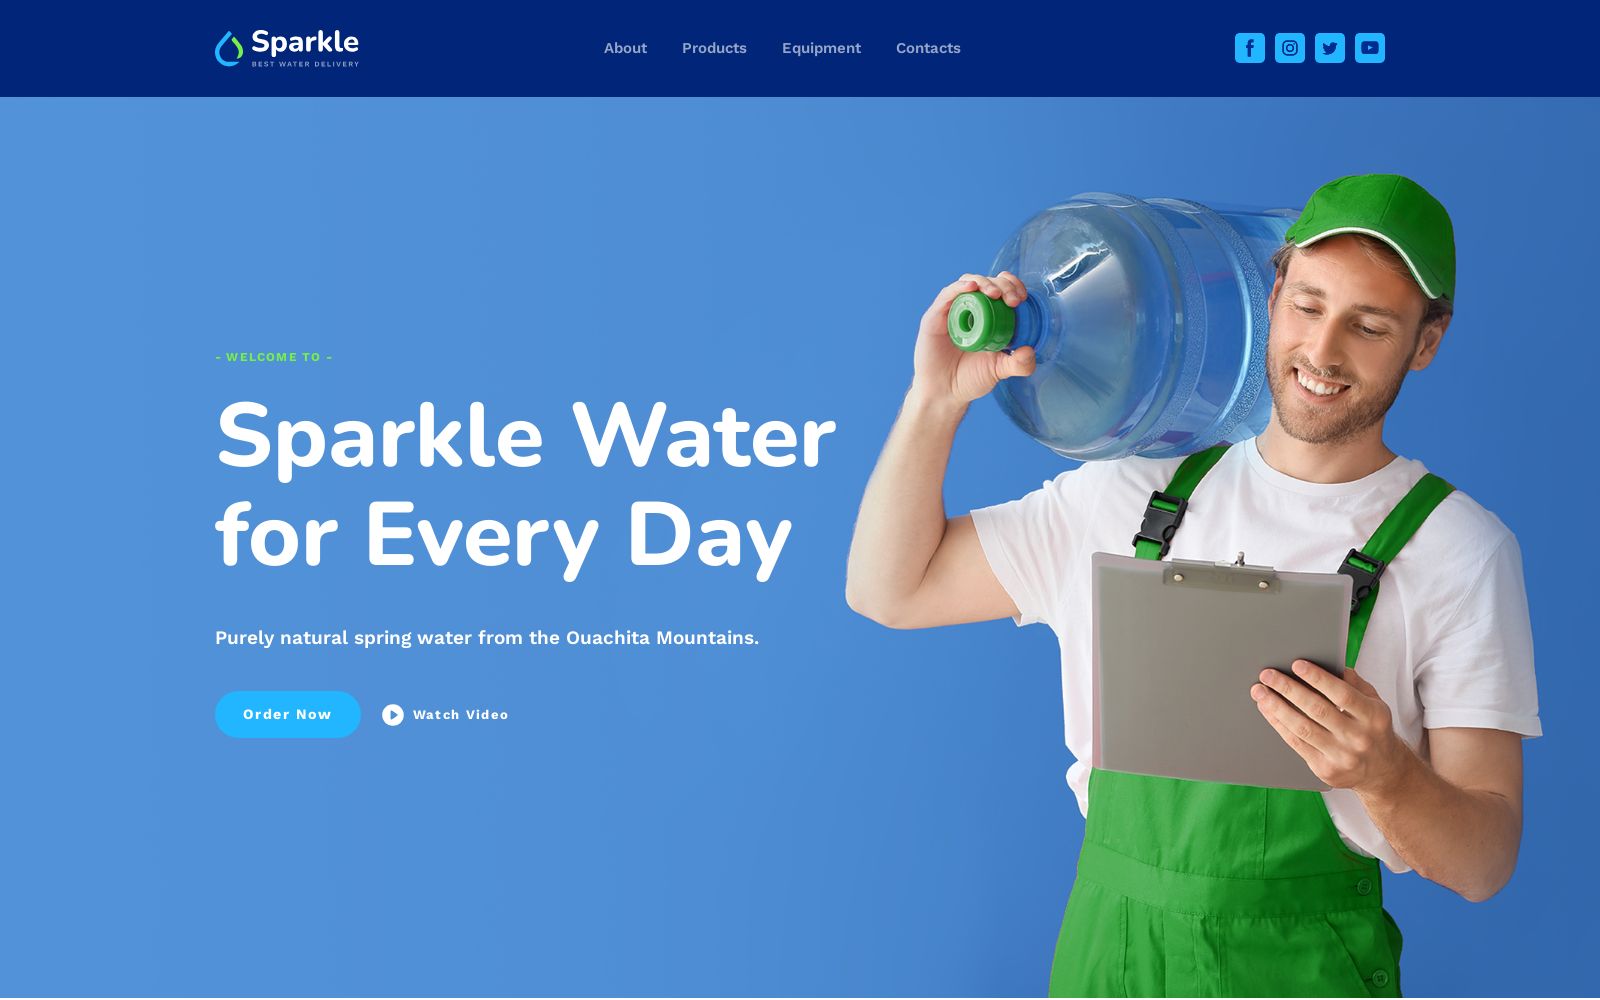 Sparkle
BEST WATER DELIVERY
About
Products
Equipment
Contacts
- WELCOME TO -
Sparkle Water
for Every Day
Purely natural spring water from the Ouachita Mountains.
Order Now
Watch Video